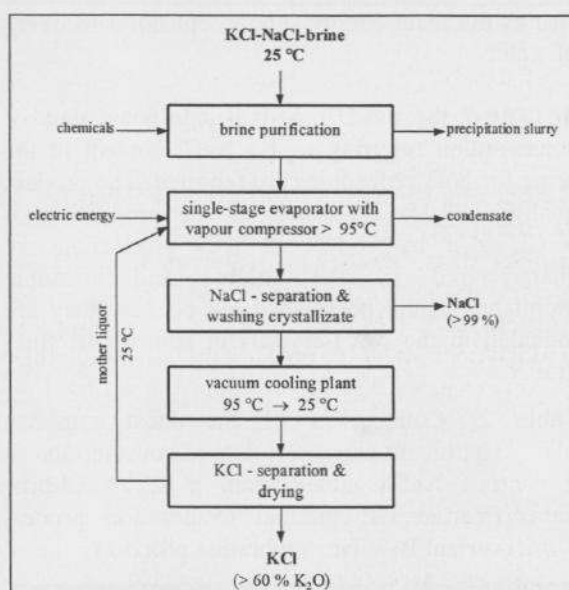 KCl-NaCl-brine
25 °C
chemicals
brine purification
precipitation slurry
electric energy
single-stage evaporator with
vapour compressor > 95°C
condensate
mother liquor
25 °C
NaCl - separation &
washing crystallizate
NaCl
(> 99 %)
vacuum cooling plant
95 °C → 25 °C
KCl - separation &
drying
KCl
(> 60 % K₂O)